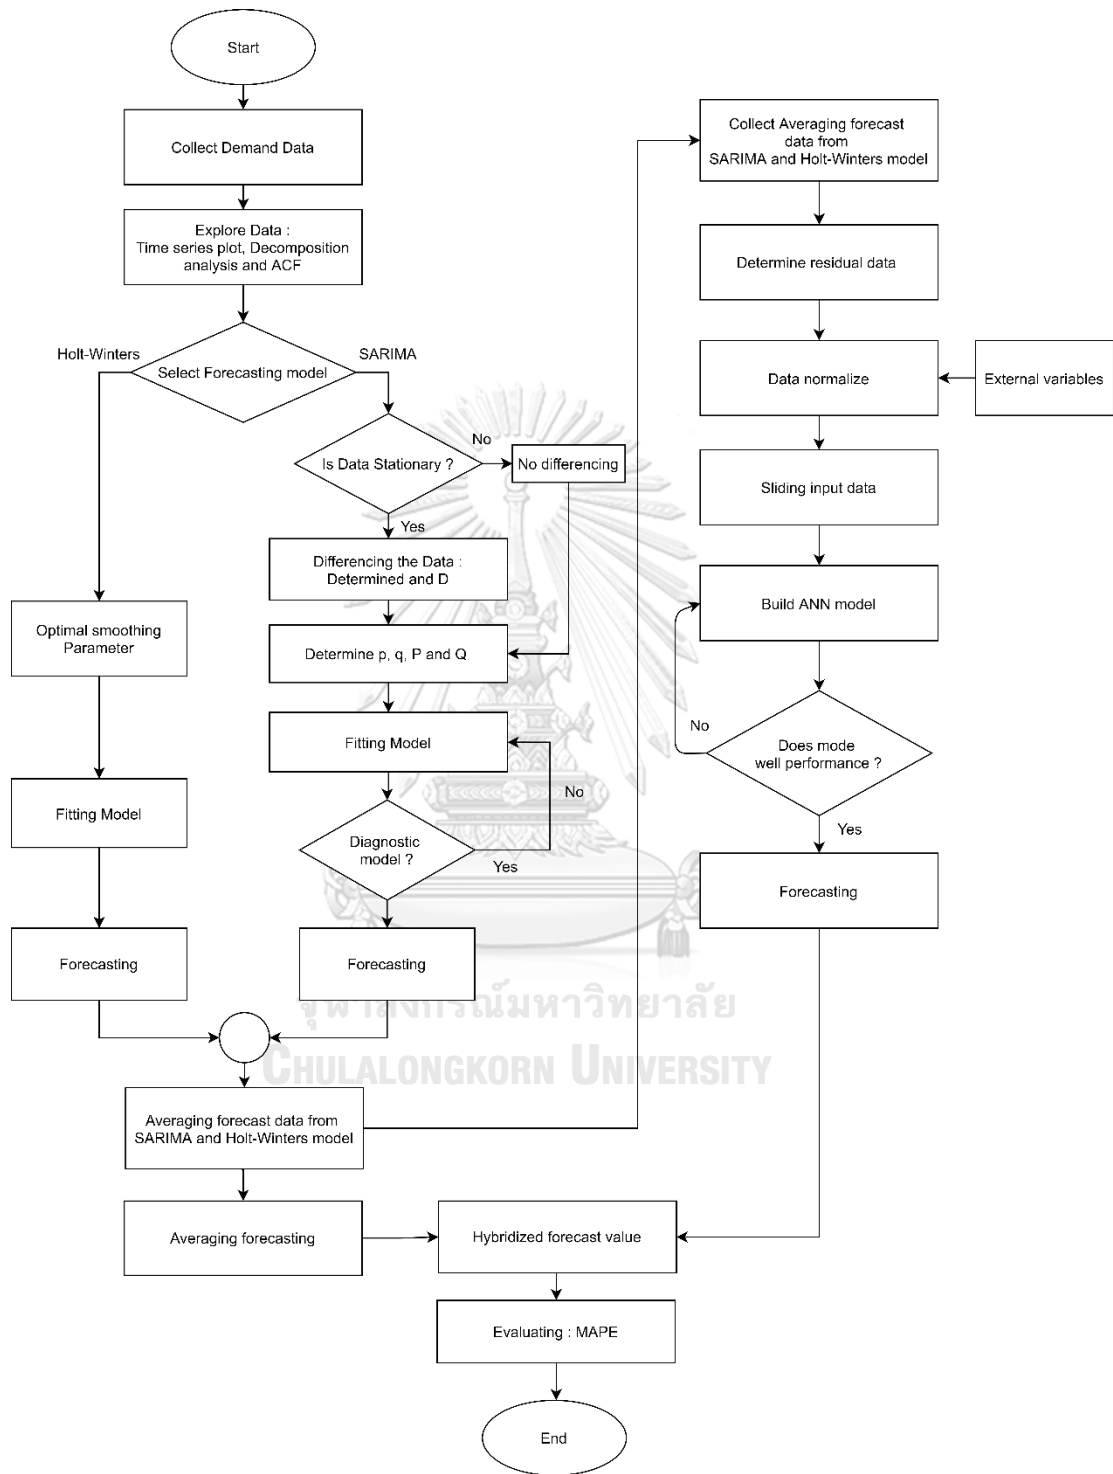 Start
Collect Demand Data
Explore Data :
Time series plot, Decomposition
analysis and ACF
Holt-Winters
SARIMA
Select Forecasting model
No
Is Data Stationary ?
No differencing
Yes
Differencing the Data :
Determined and D
Optimal smoothing
Parameter
Determine p, q, P and Q
Fitting Model
Fitting Model
No
Diagnostic
model ?
Yes
Forecasting
Forecasting
Averaging forecast data from
SARIMA and Holt-Winters model
Averaging forecasting
Collect Averaging forecast
data from
SARIMA and Holt-Winters model
Determine residual data
Data normalize
External variables
Sliding input data
Build ANN model
No
Does mode
well performance ?
Yes
Forecasting
Hybridized forecast value
Evaluating : MAPE
End
จุฬาลงกรณ์มหาวิทยาลัย
CHULALONGKORN UNIVERSITY